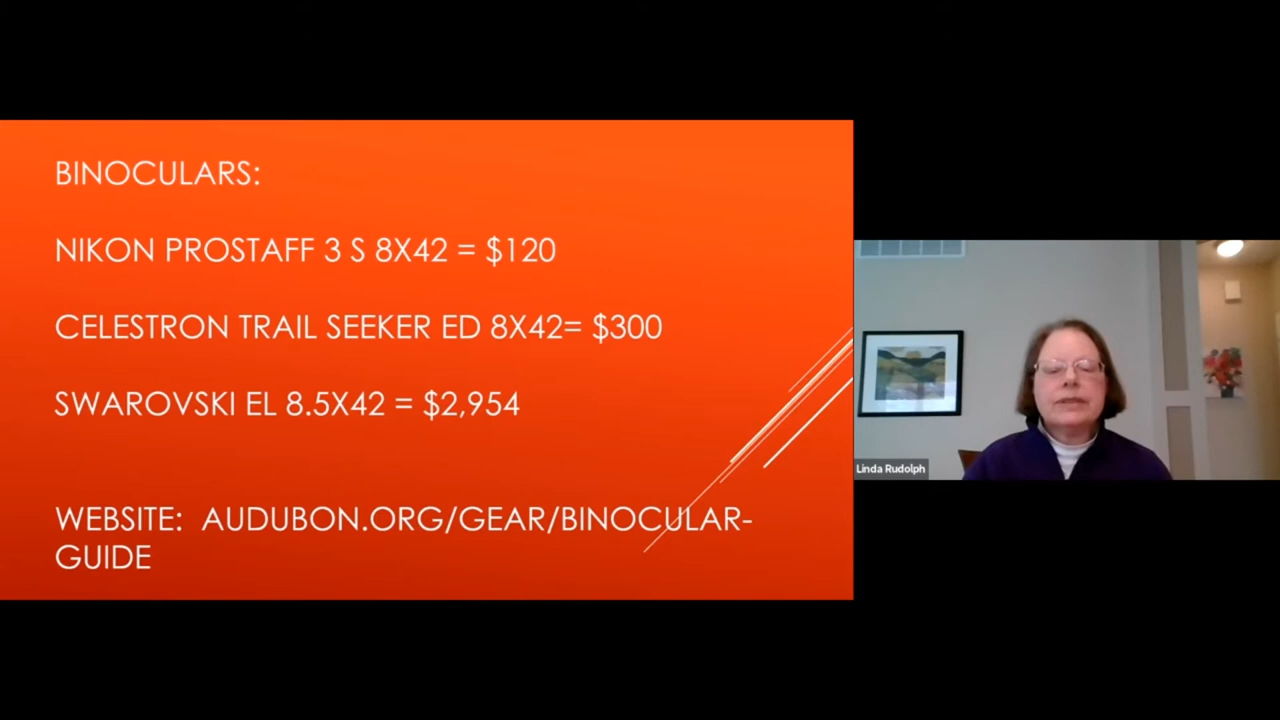 BINOCULARS:
NIKON PROSTAFF 3 S 8X42 = $120
CELESTRON TRAIL SEEKER ED 8X42= $300
SWAROVSKI EL 8.5X42 = $2,954
WEBSITE:  AUDUBON.ORG/GEAR/BINOCULAR-
GUIDE
Linda Rudolph